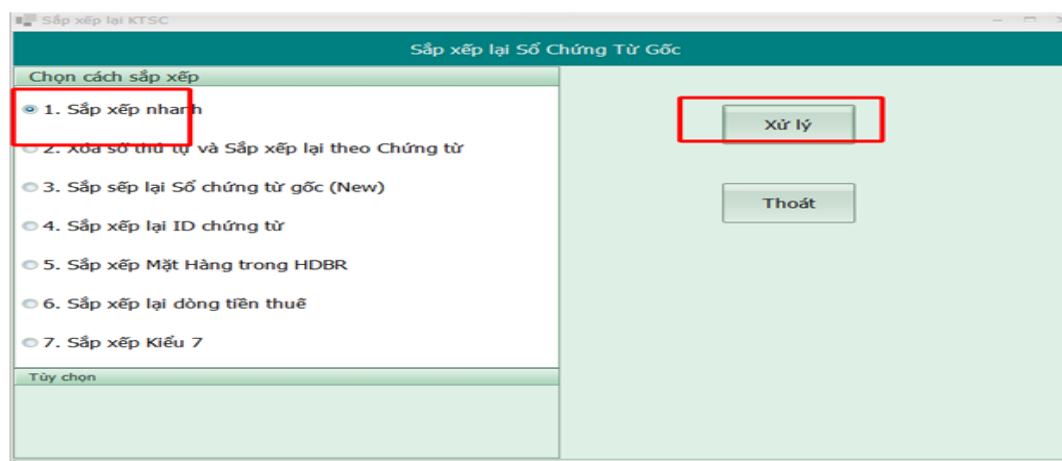 Sắp xếp lại KTSC
Sắp xếp lại Sổ Chứng Từ Gốc
Chọn cách sắp xếp
1. Sắp xếp nhanh
2. Xóa số thứ tự và Sắp xếp lại theo Chứng từ
3. Sắp sếp lại Sổ chứng từ gốc (New)
4. Sắp xếp lại ID chứng từ
5. Sắp xếp Mặt Hàng trong HDBR
6. Sắp xếp lại dòng tiền thuế
7. Sắp xếp Kiểu 7
Tùy chọn
Xử lý
Thoát